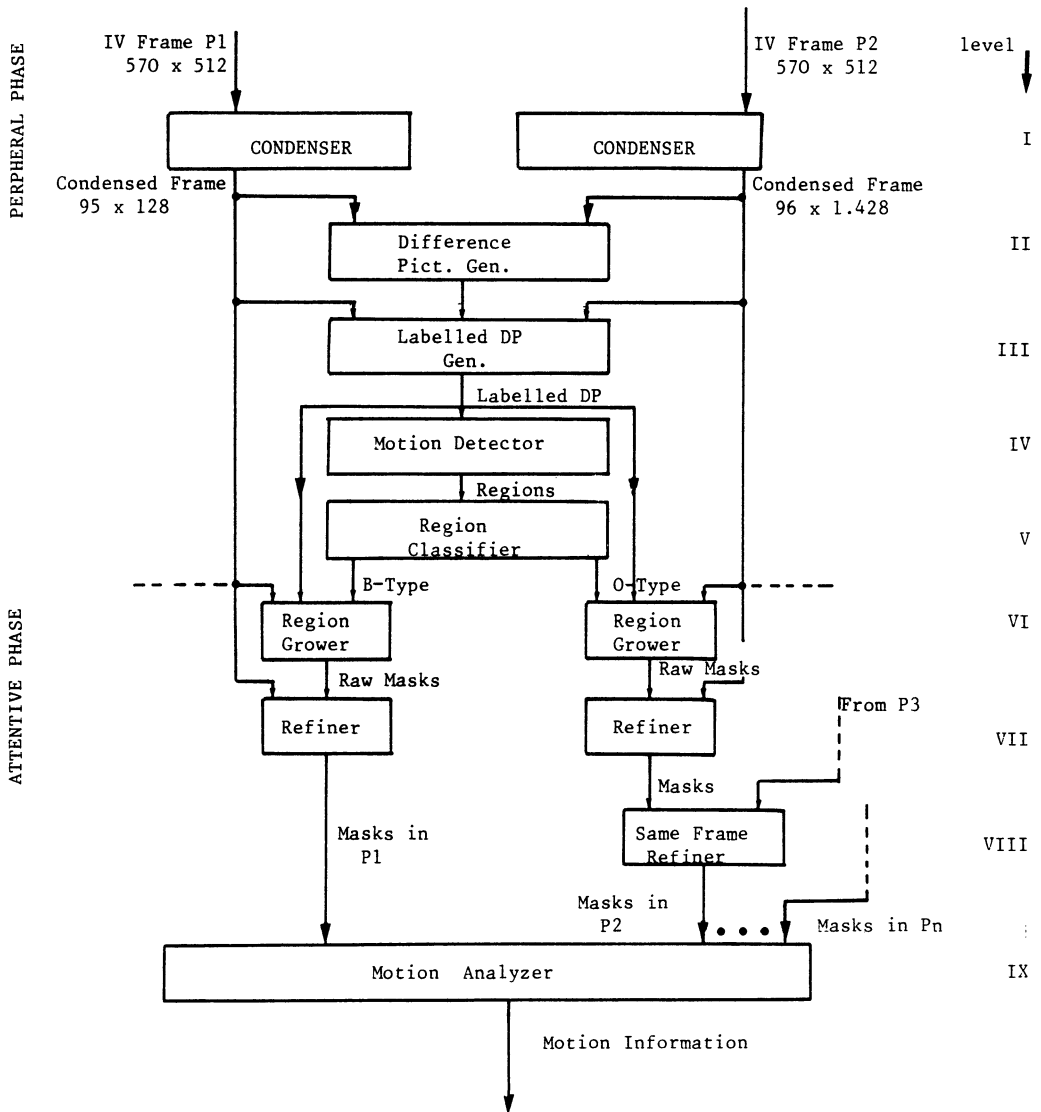 PERPHERAL PHASE
IV Frame P1
570 x 512
IV Frame P2
570 x 512
level
CONDENSER
CONDENSER
I
Condensed Frame
95 x 128
Condensed Frame
96 x 1.428
Difference
Pict. Gen.
II
Labelled DP
Gen.
III
Labelled DP
Motion Detector
IV
Regions
Region
Classifier
V
B-Type
O-Type
ATTENTIVE PHASE
Region
Grower
Region
Grower
VI
Raw Masks
Raw Masks
Refiner
Refiner
From P3
VII
Masks
Masks in
P1
Same Frame
Refiner
VIII
Masks in
P2
Masks in Pn
Motion Analyzer
IX
Motion Information